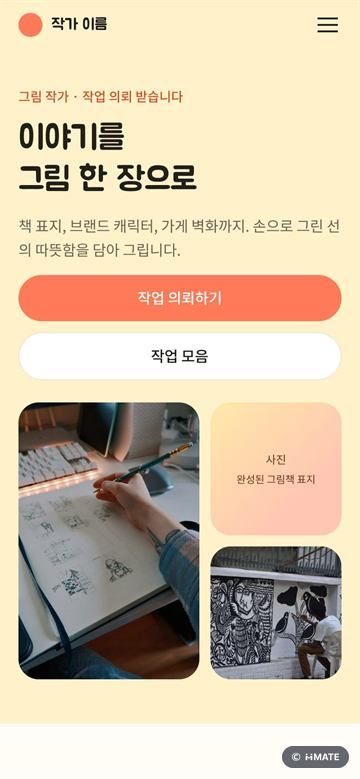 작가 이름
그림 작가 · 작업 의뢰 받습니다
이야기를
그림 한 장으로
책 표지, 브랜드 캐릭터, 가게 벽화까지. 손으로 그린 선
의 따뜻함을 담아 그립니다.
작업 의뢰하기
작업 모음
사진
완성된 그림책 표지
© HMATE